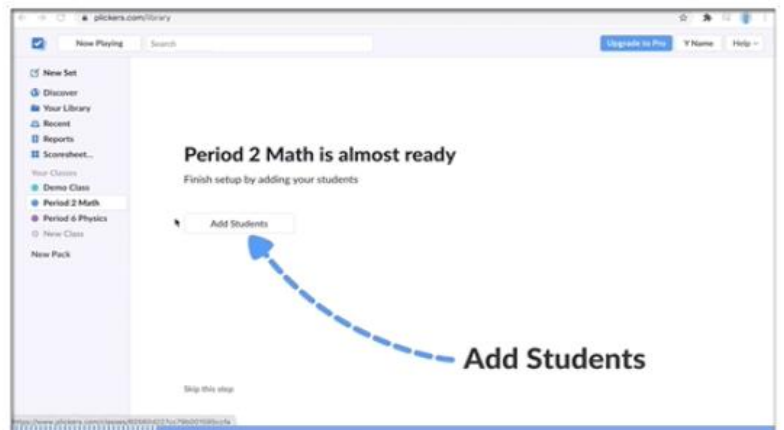 plickers.com/library
Now Playing
Search
Upgrade to Pro
Y Name
Help
New Set
Discover
Your Library
Recent
Reports
Scoresheet...
Your Classes
Demo Class
Period 2 Math
Period 6 Physics
New Class
New Pack
Period 2 Math is almost ready
Finish setup by adding your students
Add Students
Add Students
Skip this step